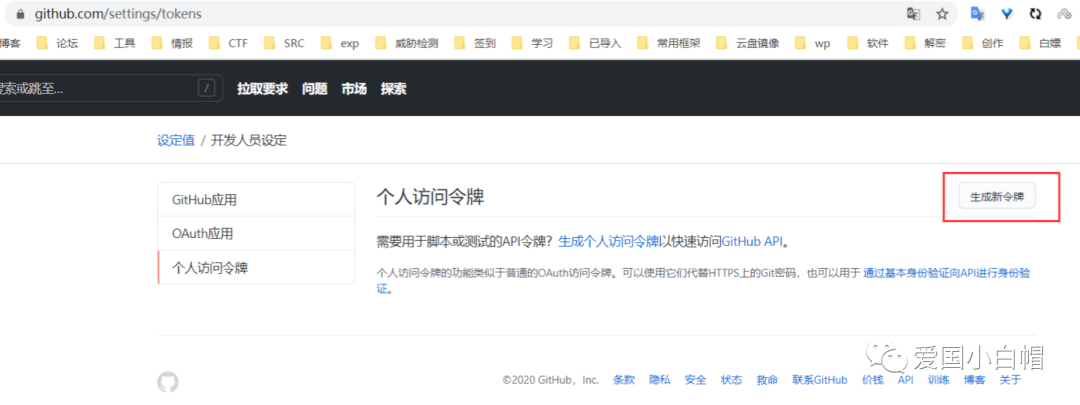 github.com/settings/tokens
博客 论坛 工具 情报 CTF SRC exp 威胁检测 签到 学习 已导入 常用框架 云盘镜像 wp 软件 解密 创作 白嫖
搜索或跳至... / 拉取要求 问题 市场 探索
设定值 / 开发人员设定
GitHub应用
OAuth应用
个人访问令牌
个人访问令牌
生成新令牌
需要用于脚本或测试的API令牌？生成个人访问令牌以快速访问GitHub API。
个人访问令牌的功能类似于普通的OAuth访问令牌。可以使用它们代替HTTPS上的Git密码，也可以用于 通过基本身份验证向API进行身份验
证。
爱国小白帽
©2020 GitHub，Inc. 条款 隐私 安全 状态 救命 联系GitHub 价钱 API 训练 博客 关于